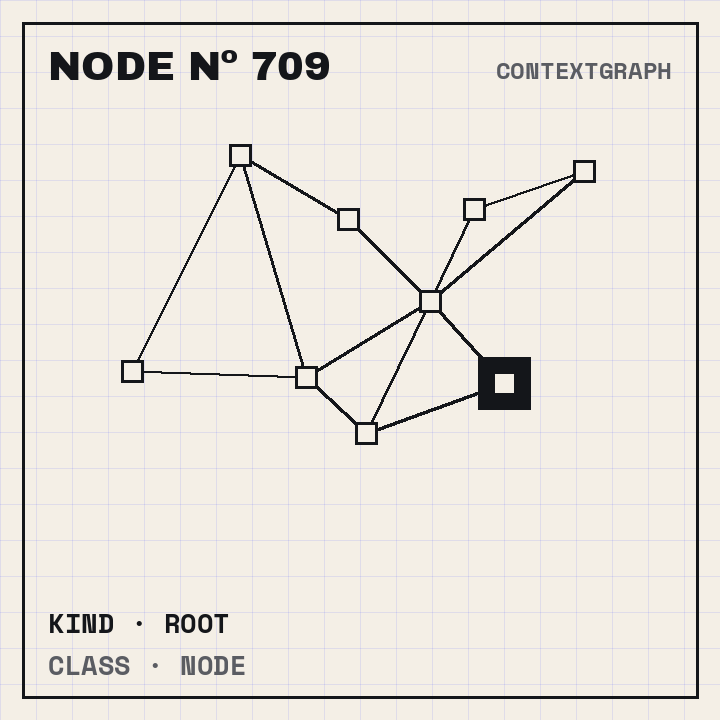 NODE Nº 709
CONTEXTGRAPH
KIND · ROOT
CLASS · NODE